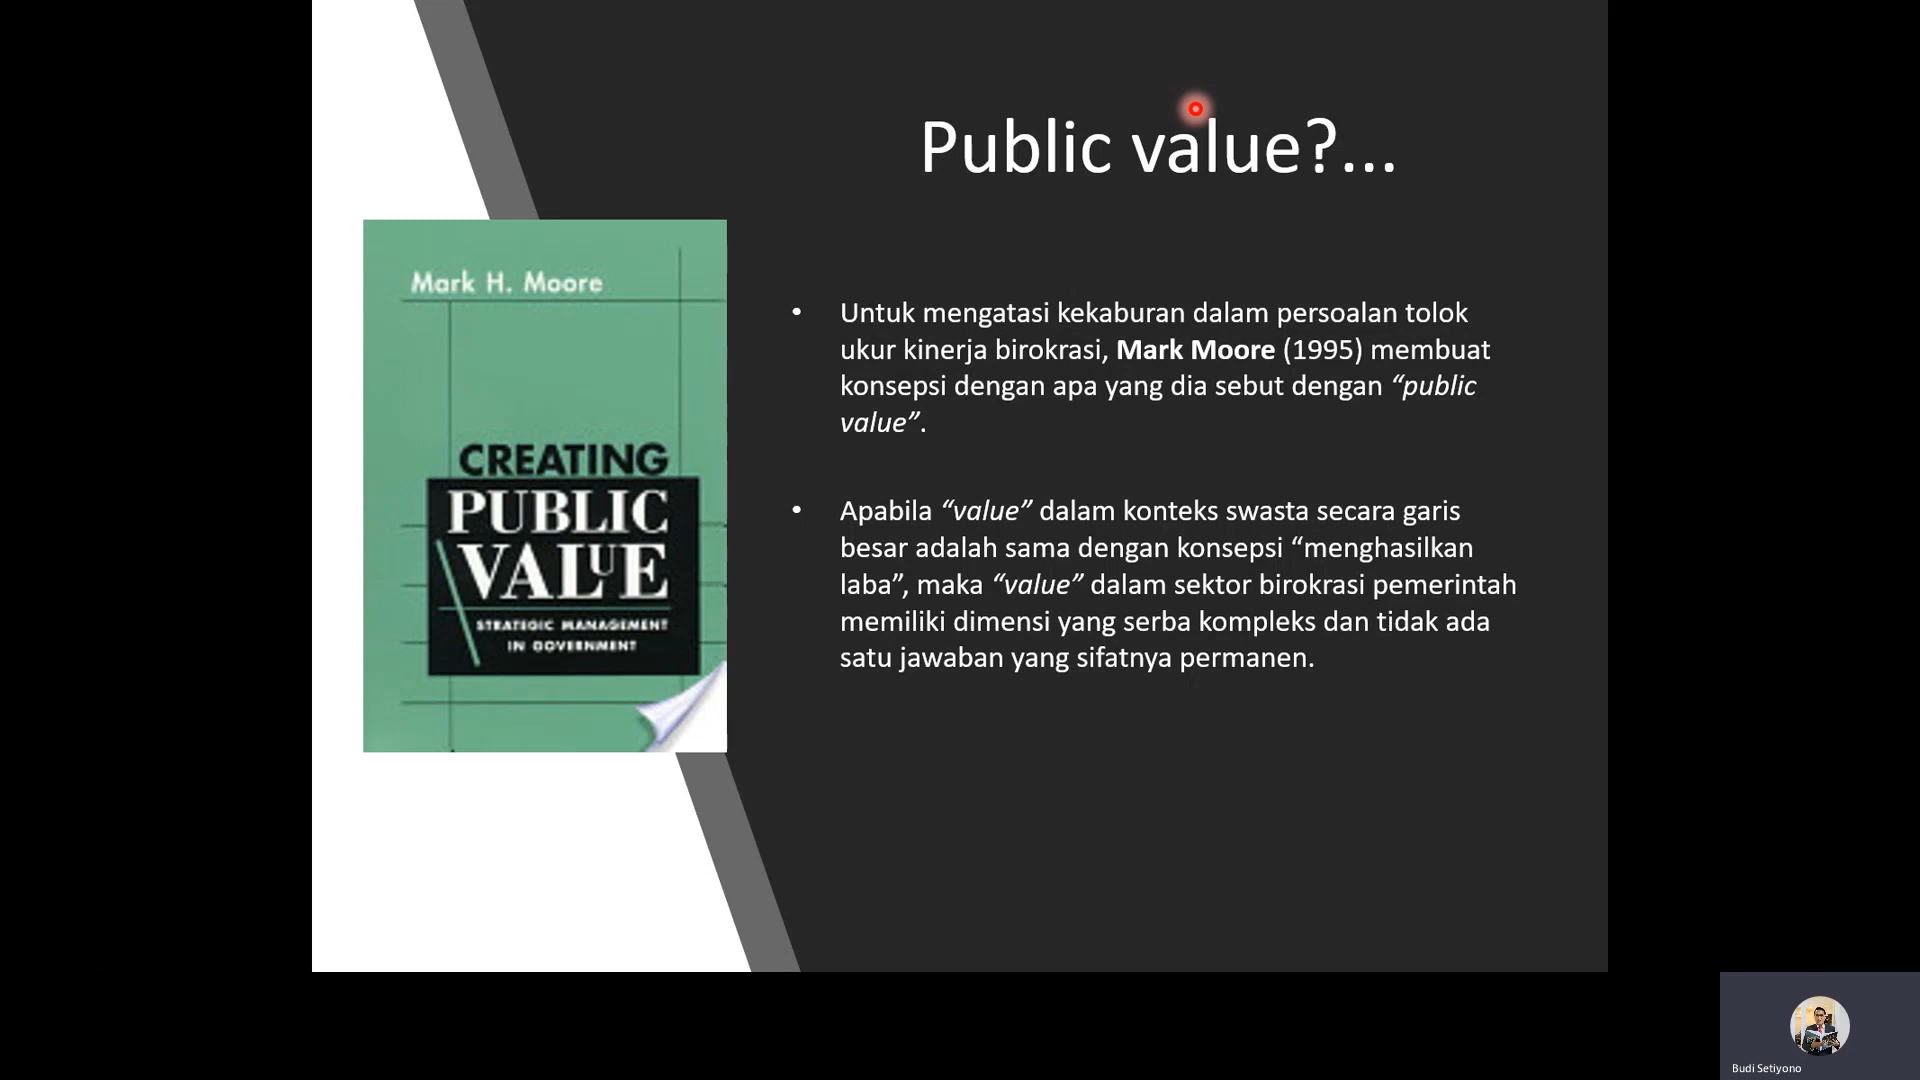 Public value?...
Mark H. Moore
CREATING
PUBLIC
VALUE
STRATEGIC MANAGEMENT
IN GOVERNMENT
• Untuk mengatasi kekaburan dalam persoalan tolok
ukur kinerja birokrasi, Mark Moore (1995) membuat
konsepsi dengan apa yang dia sebut dengan “public
value”.
• Apabila “value” dalam konteks swasta secara garis
besar adalah sama dengan konsepsi “menghasilkan
laba”, maka “value” dalam sektor birokrasi pemerintah
memiliki dimensi yang serba kompleks dan tidak ada
satu jawaban yang sifatnya permanen.
Budi Setiyono